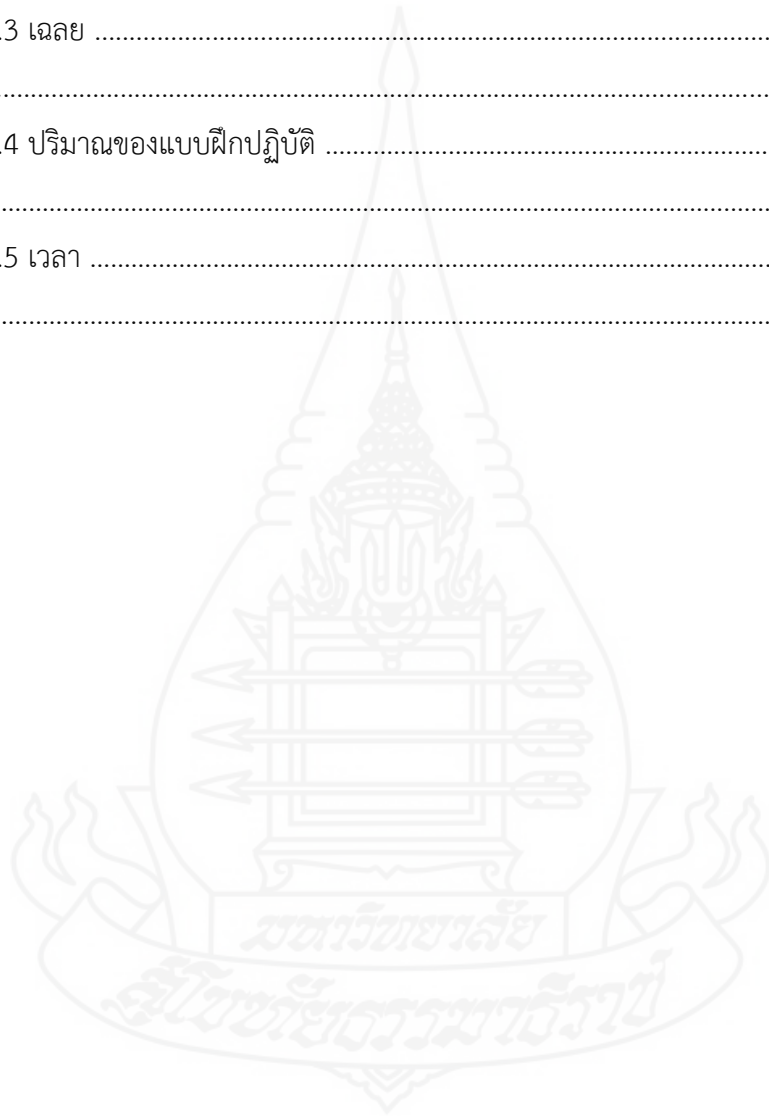 .3 เฉลย ..........................................................................................................
..........................................................................................................................
.4 ปริมาณของแบบฝึกปฏิบัติ ......................................................................
..........................................................................................................................
.5 เวลา ...........................................................................................................
..........................................................................................................................
มหาวิทยาลัย
สุโขทัยธรรมาธิราช